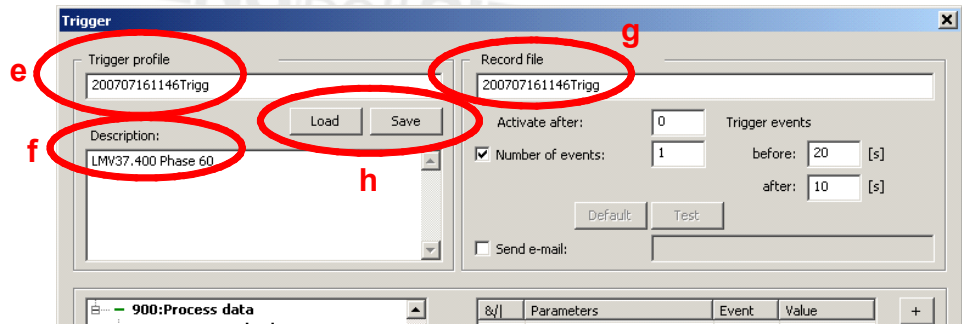 Trigger
g
Trigger profile
Record file
e
200707161146Trigg
200707161146Trigg
Load
Save
Activate after:
0
Trigger events
f
Description:
LMV37.400 Phase 60
Number of events:
1
before:
20
[s]
h
after:
10
[s]
Default
Test
Send e-mail:
900:Process data
&/|
Parameters
Event
Value
+